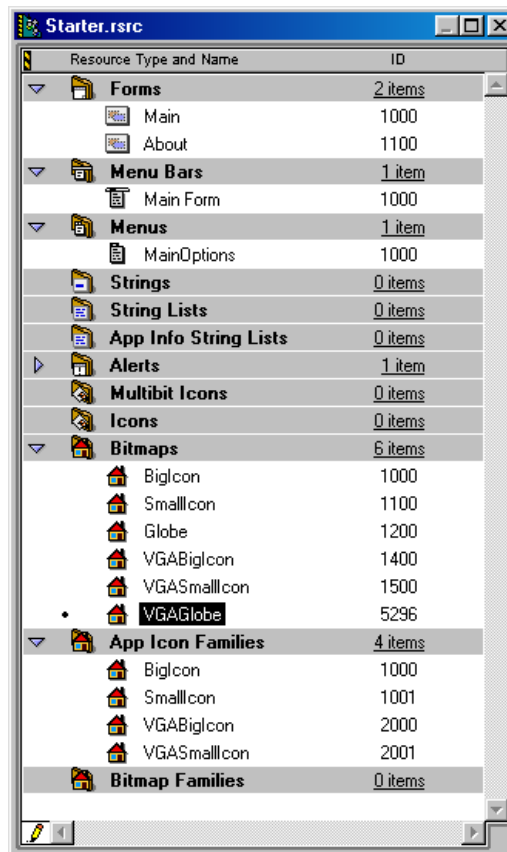 Starter.rsrc
Resource Type and Name ID
Forms 2 items
Main 1000
About 1100
Menu Bars 1 item
Main Form 1000
Menus 1 item
MainOptions 1000
Strings 0 items
String Lists 0 items
App Info String Lists 0 items
Alerts 1 item
Multibit Icons 0 items
Icons 0 items
Bitmaps 6 items
BigIcon 1000
SmallIcon 1100
Globe 1200
VGABigIcon 1400
VGASmallIcon 1500
VGAGlobe 5296
App Icon Families 4 items
BigIcon 1000
SmallIcon 1001
VGABigIcon 2000
VGASmallIcon 2001
Bitmap Families 0 items